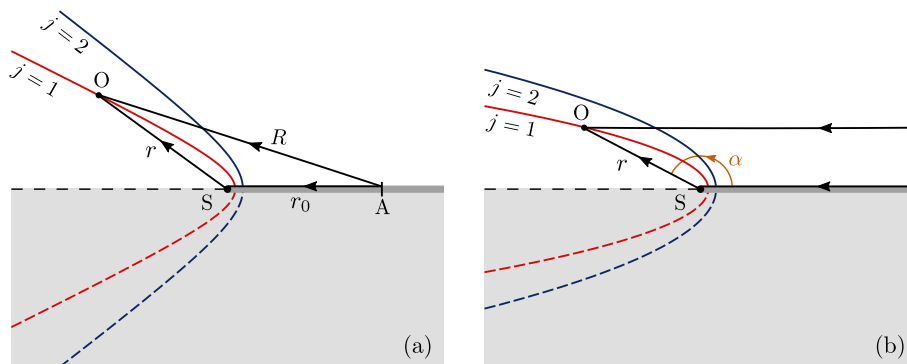 j = 2
j = 1
O
R
r
S
r₀
A
(a)
j = 2
j = 1
O
α
r
S
(b)